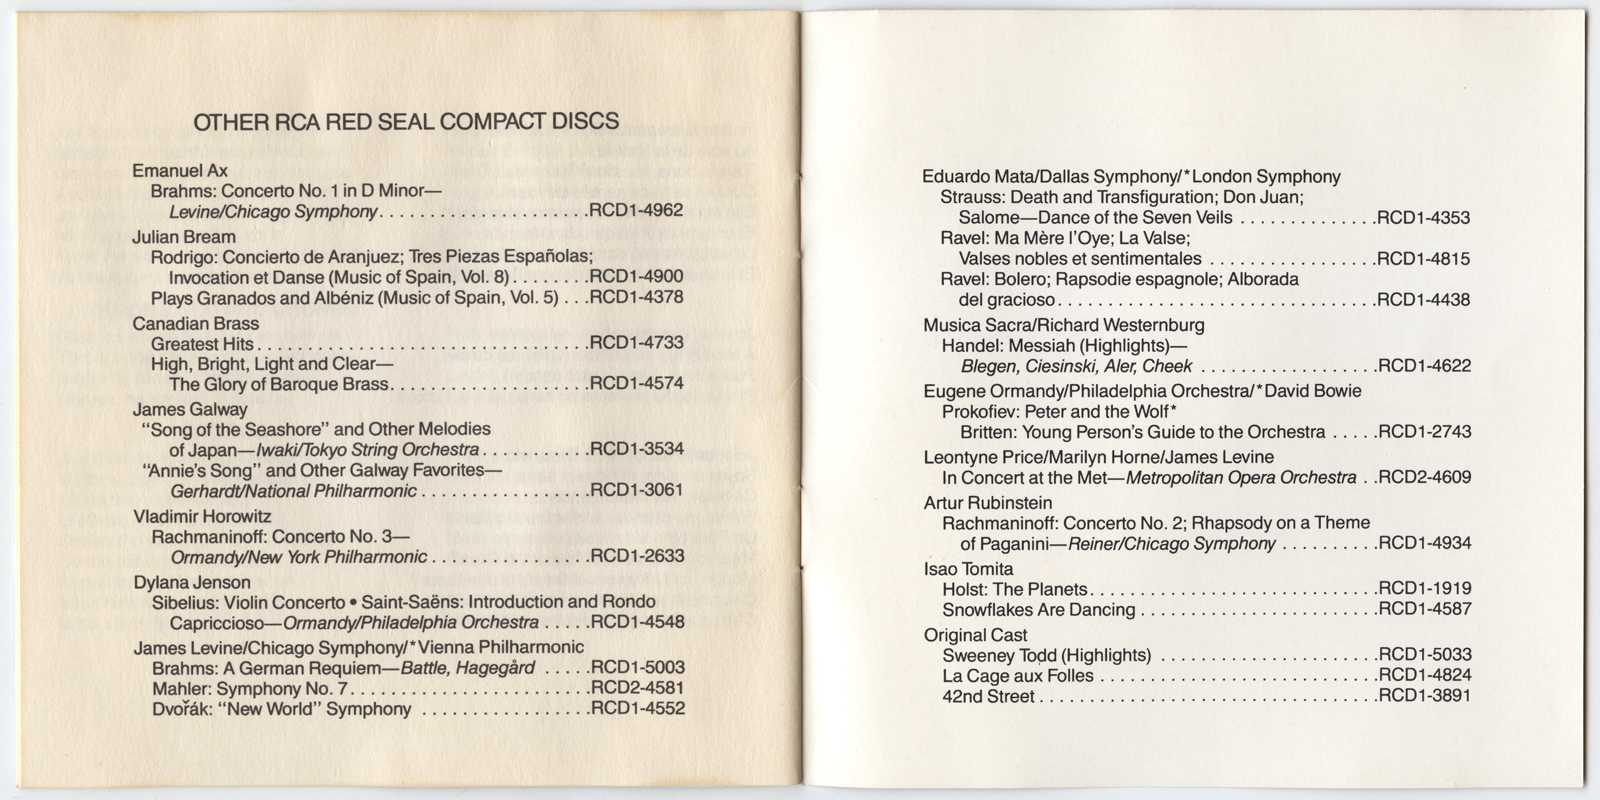 OTHER RCA RED SEAL COMPACT DISCS
Emanuel Ax
Brahms: Concerto No. 1 in D Minor—
Levine/Chicago Symphony. . . . . . . . . . . . . . . . . . . .RCD1-4962
Julian Bream
Rodrigo: Concierto de Aranjuez; Tres Piezas Españolas;
Invocation et Danse (Music of Spain, Vol. 8) . . . . . . . .RCD1-4900
Plays Granados and Albéniz (Music of Spain, Vol. 5) . . .RCD1-4378
Canadian Brass
Greatest Hits . . . . . . . . . . . . . . . . . . . . . . . . . . . . . . . .RCD1-4733
High, Bright, Light and Clear—
The Glory of Baroque Brass. . . . . . . . . . . . . . . . . . .RCD1-4574
James Galway
“Song of the Seashore” and Other Melodies
of Japan—Iwaki/Tokyo String Orchestra . . . . . . . . . .RCD1-3534
“Annie’s Song” and Other Galway Favorites—
Gerhardt/National Philharmonic . . . . . . . . . . . . . . . .RCD1-3061
Vladimir Horowitz
Rachmaninoff: Concerto No. 3—
Ormandy/New York Philharmonic . . . . . . . . . . . . . . .RCD1-2633
Dylana Jenson
Sibelius: Violin Concerto • Saint-Saëns: Introduction and Rondo
Capriccioso—Ormandy/Philadelphia Orchestra . . . . .RCD1-4548
James Levine/Chicago Symphony/*Vienna Philharmonic
Brahms: A German Requiem—Battle, Hagegård . . . . .RCD1-5003
Mahler: Symphony No. 7 . . . . . . . . . . . . . . . . . . . . . . .RCD2-4581
Dvořák: “New World” Symphony . . . . . . . . . . . . . . . . .RCD1-4552
Eduardo Mata/Dallas Symphony/*London Symphony
Strauss: Death and Transfiguration; Don Juan;
Salome—Dance of the Seven Veils . . . . . . . . . . . . . .RCD1-4353
Ravel: Ma Mère l’Oye; La Valse;
Valses nobles et sentimentales . . . . . . . . . . . . . . . . .RCD1-4815
Ravel: Bolero; Rapsodie espagnole; Alborada
del gracioso . . . . . . . . . . . . . . . . . . . . . . . . . . . . . . . .RCD1-4438
Musica Sacra/Richard Westernburg
Handel: Messiah (Highlights)—
Blegen, Ciesinski, Aler, Cheek . . . . . . . . . . . . . . . . . .RCD1-4622
Eugene Ormandy/Philadelphia Orchestra/*David Bowie
Prokofiev: Peter and the Wolf*
Britten: Young Person’s Guide to the Orchestra . . . . .RCD1-2743
Leontyne Price/Marilyn Horne/James Levine
In Concert at the Met—Metropolitan Opera Orchestra . .RCD2-4609
Artur Rubinstein
Rachmaninoff: Concerto No. 2; Rhapsody on a Theme
of Paganini—Reiner/Chicago Symphony . . . . . . . . . .RCD1-4934
Isao Tomita
Holst: The Planets. . . . . . . . . . . . . . . . . . . . . . . . . . . . .RCD1-1919
Snowflakes Are Dancing . . . . . . . . . . . . . . . . . . . . . . . .RCD1-4587
Original Cast
Sweeney Todd (Highlights) . . . . . . . . . . . . . . . . . . . . . .RCD1-5033
La Cage aux Folles . . . . . . . . . . . . . . . . . . . . . . . . . . . .RCD1-4824
42nd Street . . . . . . . . . . . . . . . . . . . . . . . . . . . . . . . . . .RCD1-3891